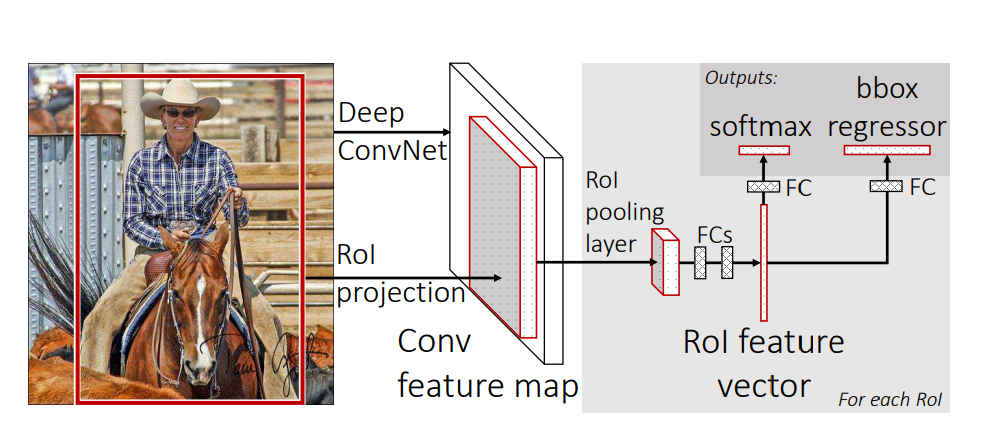 Deep
ConvNet
RoI
projection
Conv
feature map
RoI
pooling
layer
FCs
RoI feature
vector
For each RoI
Outputs:
softmax
bbox
regressor
FC
FC